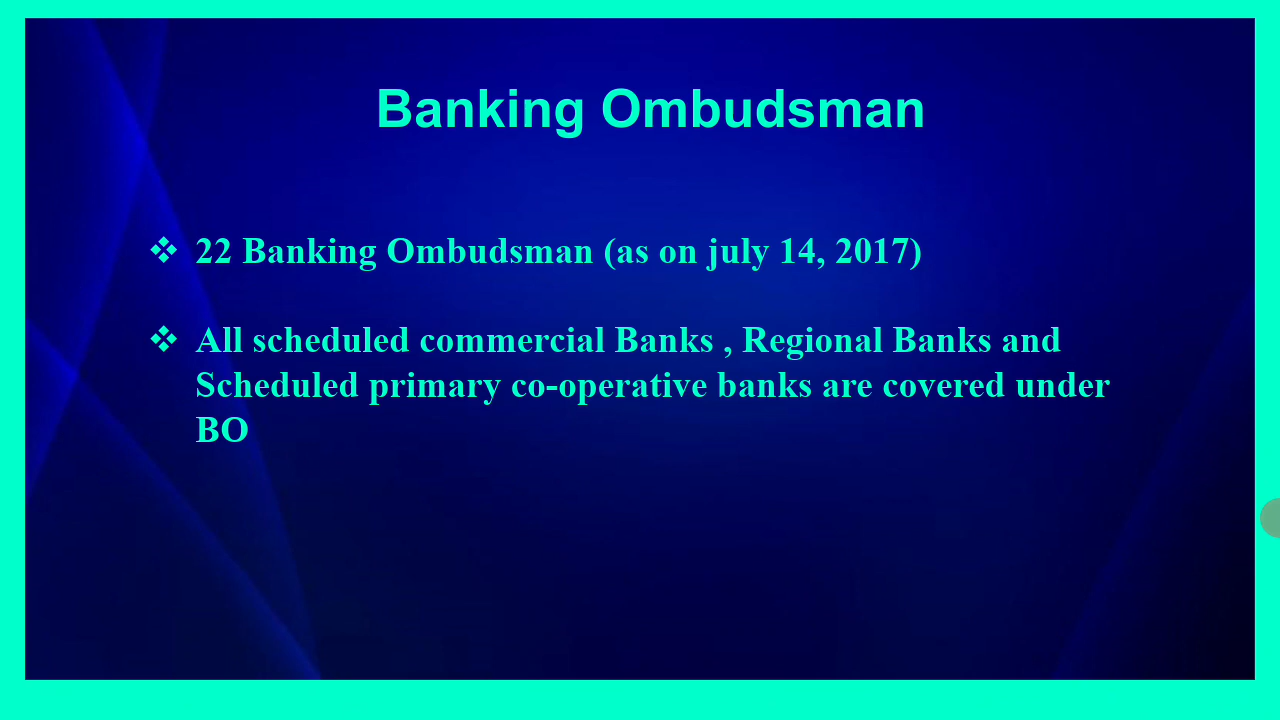 Banking Ombudsman
❖ 22 Banking Ombudsman (as on july 14, 2017)
❖ All scheduled commercial Banks , Regional Banks and
Scheduled primary co-operative banks are covered under
BO